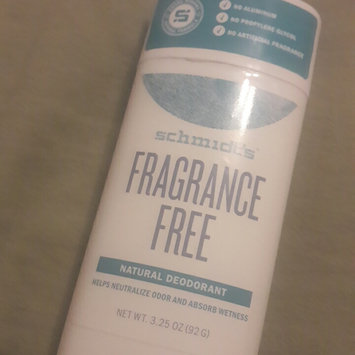 NO ALUMINUM
NO PROPYLENE GLYCOL
NO ARTIFICIAL FRAGRANCE
schmidt's
FRAGRANCE
FREE
NATURAL DEODORANT
HELPS NEUTRALIZE ODOR AND ABSORB WETNESS
NET WT. 3.25 OZ (92 G)